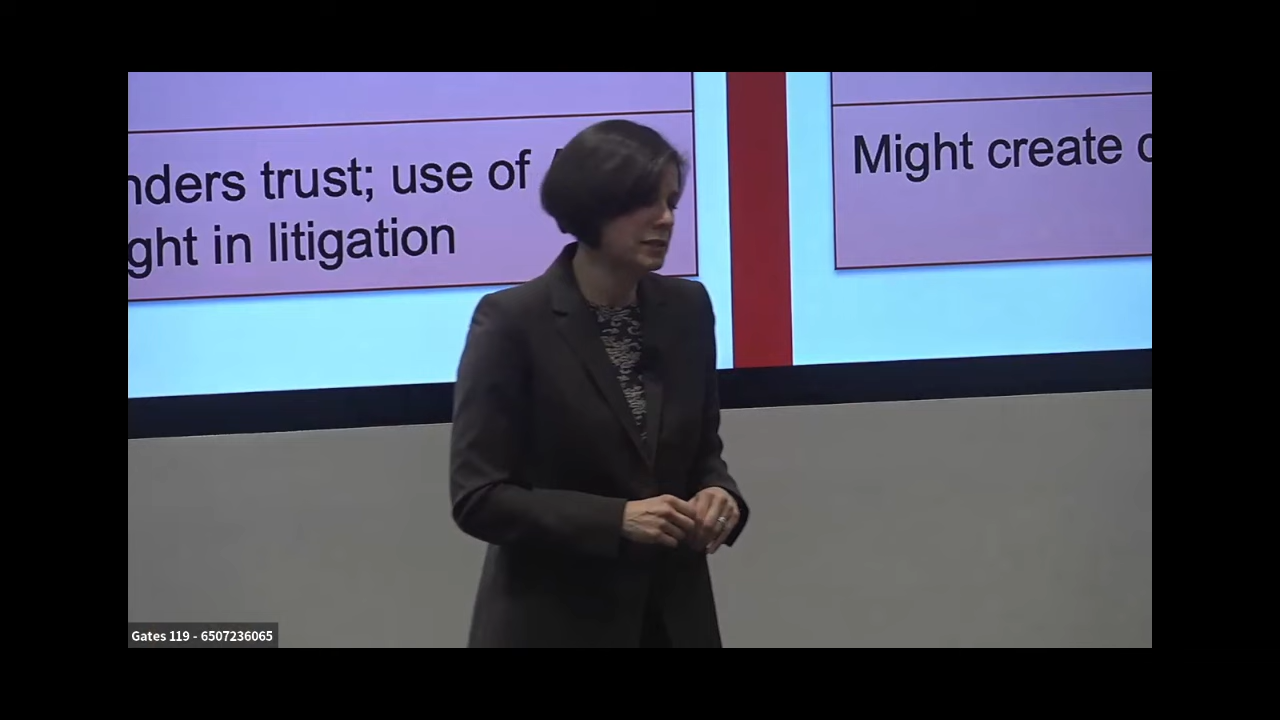 nders trust; use of
ght in litigation
Might create
Gates 119 - 6507236065